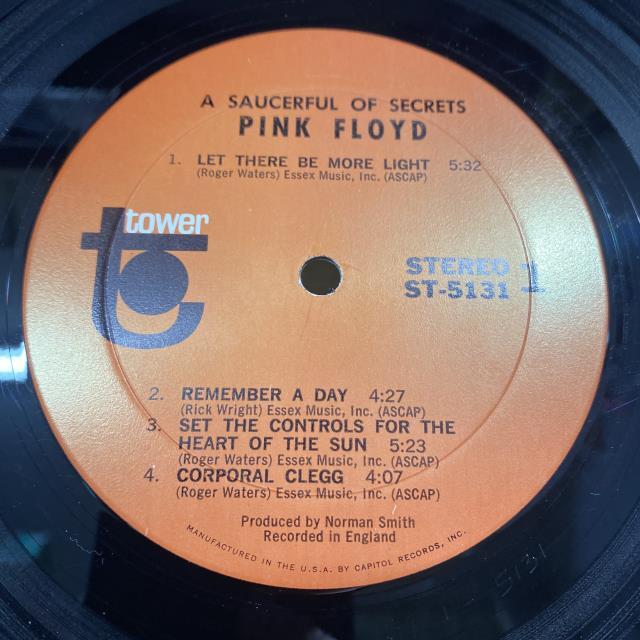 A SAUCERFUL OF SECRETS
PINK FLOYD
1. LET THERE BE MORE LIGHT 5:32
(Roger Waters) Essex Music, Inc. (ASCAP)
tower
t
STEREO 1
ST-5131
2. REMEMBER A DAY 4:27
(Rick Wright) Essex Music, Inc. (ASCAP)
3. SET THE CONTROLS FOR THE
HEART OF THE SUN 5:23
(Roger Waters) Essex Music, Inc. (ASCAP)
4. CORPORAL CLEGG 4:07
(Roger Waters) Essex Music, Inc. (ASCAP)
Produced by Norman Smith
Recorded in England
MANUFACTURED IN THE U.S.A. BY CAPITOL RECORDS, INC.